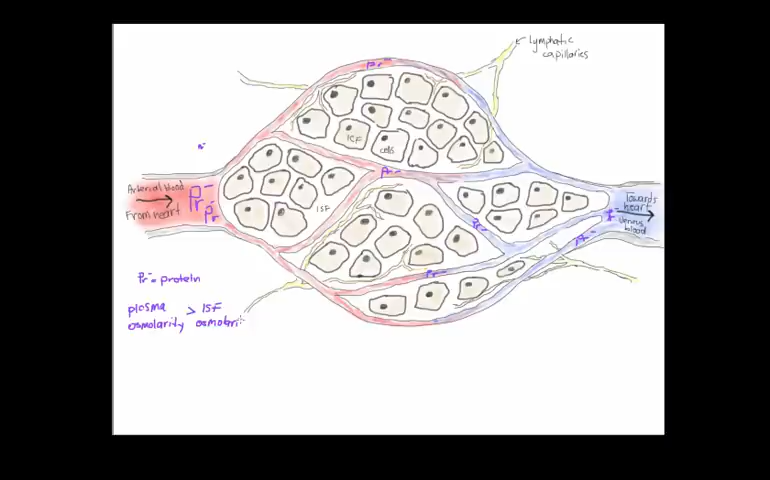 Lymphatic
capillaries
Pr-
ICF
cells
Pr-
Arterial blood
From heart
Pr-
Pr-
ISF
Towards
heart
Venous
blood
Pr-
Pr-
Pr-
Pr- = protein
plasma > ISF
osmolarity osmolari